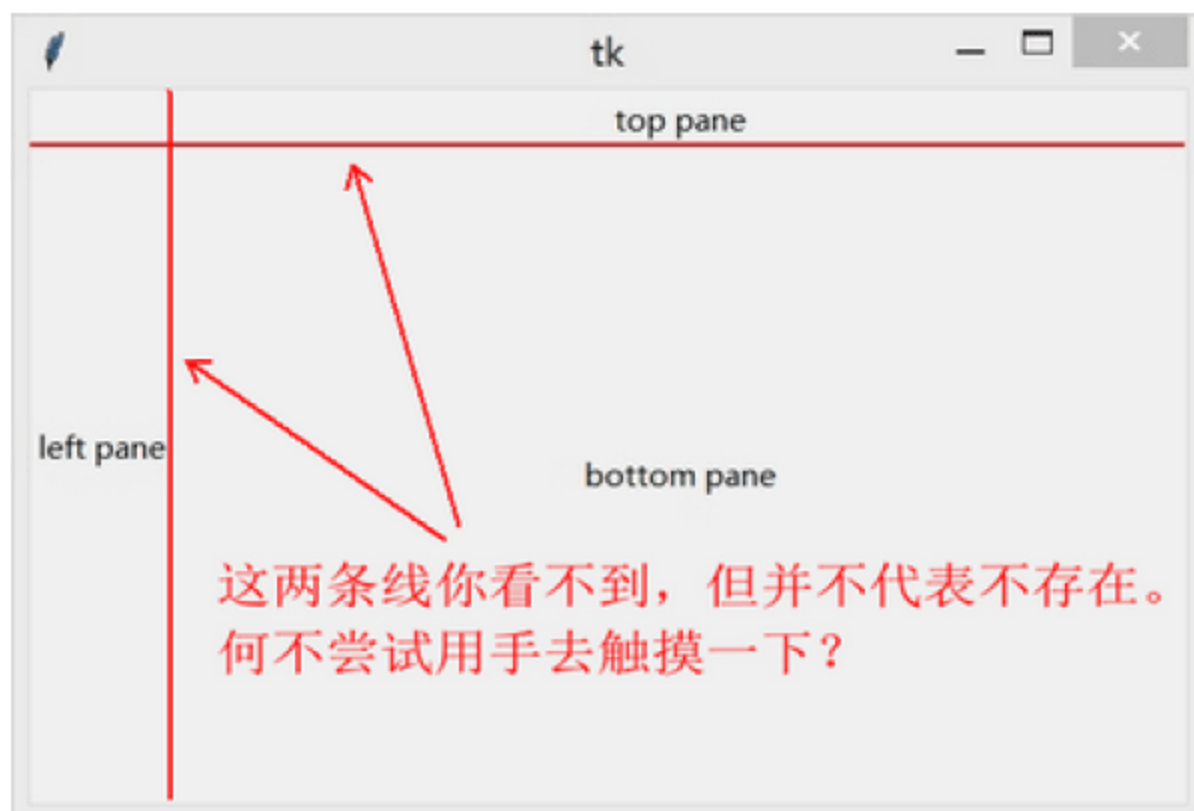 tk
top pane
left pane
bottom pane
这两条线你看不到，但并不代表不存在。
何不尝试用手去触摸一下？